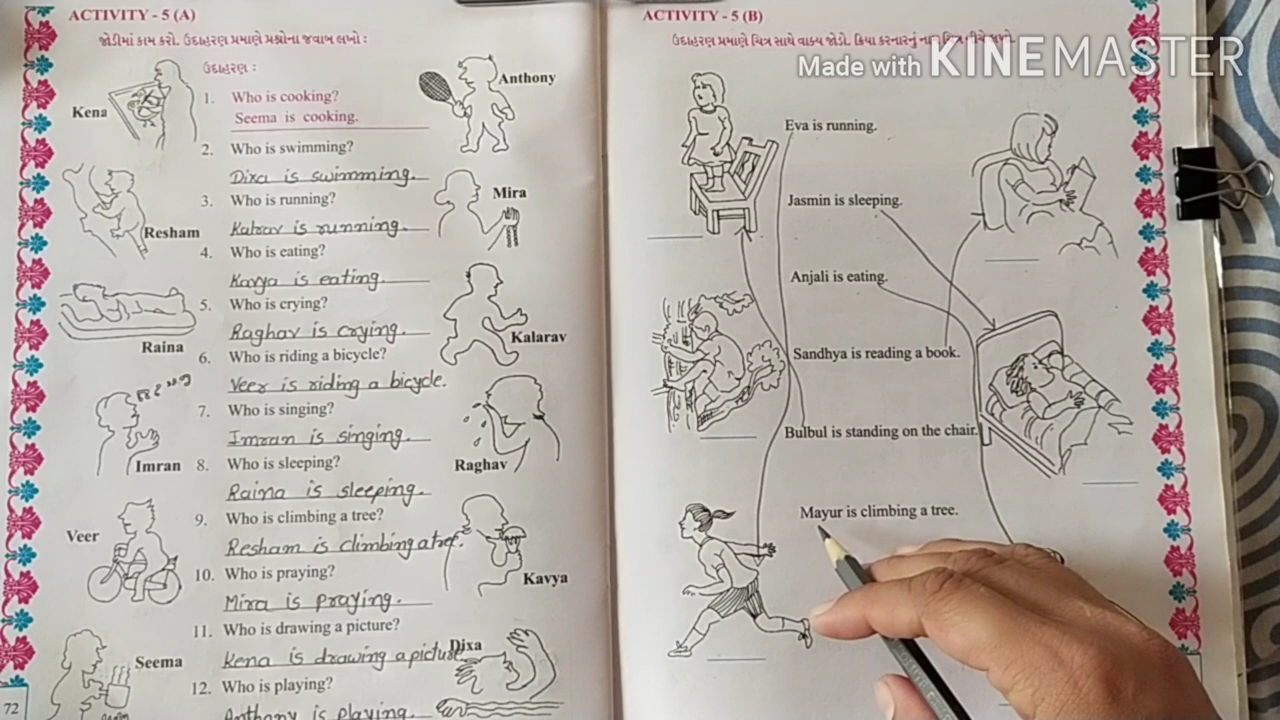 ACTIVITY - 5 (A)
જોડીમાં કામ કરો. ઉદાહરણ પ્રમાણે પ્રશ્નોના જવાબ લખો :
ઉદાહરણ :
Kena
Anthony
1. Who is cooking?
Seema is cooking.
2. Who is swimming?
Dixa is swimming.
Mira
3. Who is running?
Resham
Kalrav is running.
4. Who is eating?
Kavya is eating.
5. Who is crying?
Raina
Raghav is crying.
Kalarav
6. Who is riding a bicycle?
Veer is riding a bicycle.
7. Who is singing?
Imran is singing.
Imran
8. Who is sleeping?
Raghav
Raina is sleeping.
9. Who is climbing a tree?
Veer
Resham is climbing a tree.
10. Who is praying?
Kavya
Mira is praying.
11. Who is drawing a picture?
Seema
Kena is drawing a picture
Dixa
12. Who is playing?
Anthony is playing.
72
ACTIVITY - 5 (B)
ઉદાહરણ પ્રમાણે ચિત્ર સાથે વાક્ય જોડો. ક્રિયા કરનારનું
Made with KINEMASTER
Eva is running.
Jasmin is sleeping.
Anjali is eating.
Sandhya is reading a book.
Bulbul is standing on the chair.
Mayur is climbing a tree.